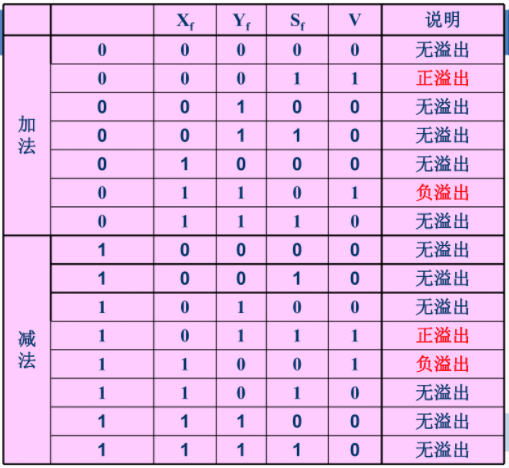 Xf Yf Sf V 说明
加法
0 0 0 0 0 无溢出
0 0 0 1 1 正溢出
0 0 1 0 0 无溢出
0 0 1 1 0 无溢出
0 1 0 0 0 无溢出
0 1 1 0 1 负溢出
0 1 1 1 0 无溢出
减法
1 0 0 0 0 无溢出
1 0 0 1 0 无溢出
1 0 1 0 0 无溢出
1 0 1 1 1 正溢出
1 1 0 0 1 负溢出
1 1 0 1 0 无溢出
1 1 1 0 0 无溢出
1 1 1 1 0 无溢出